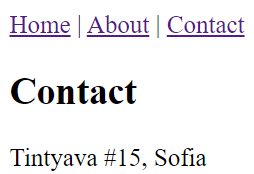 Home | About | Contact
Contact
Tintyava #15, Sofia